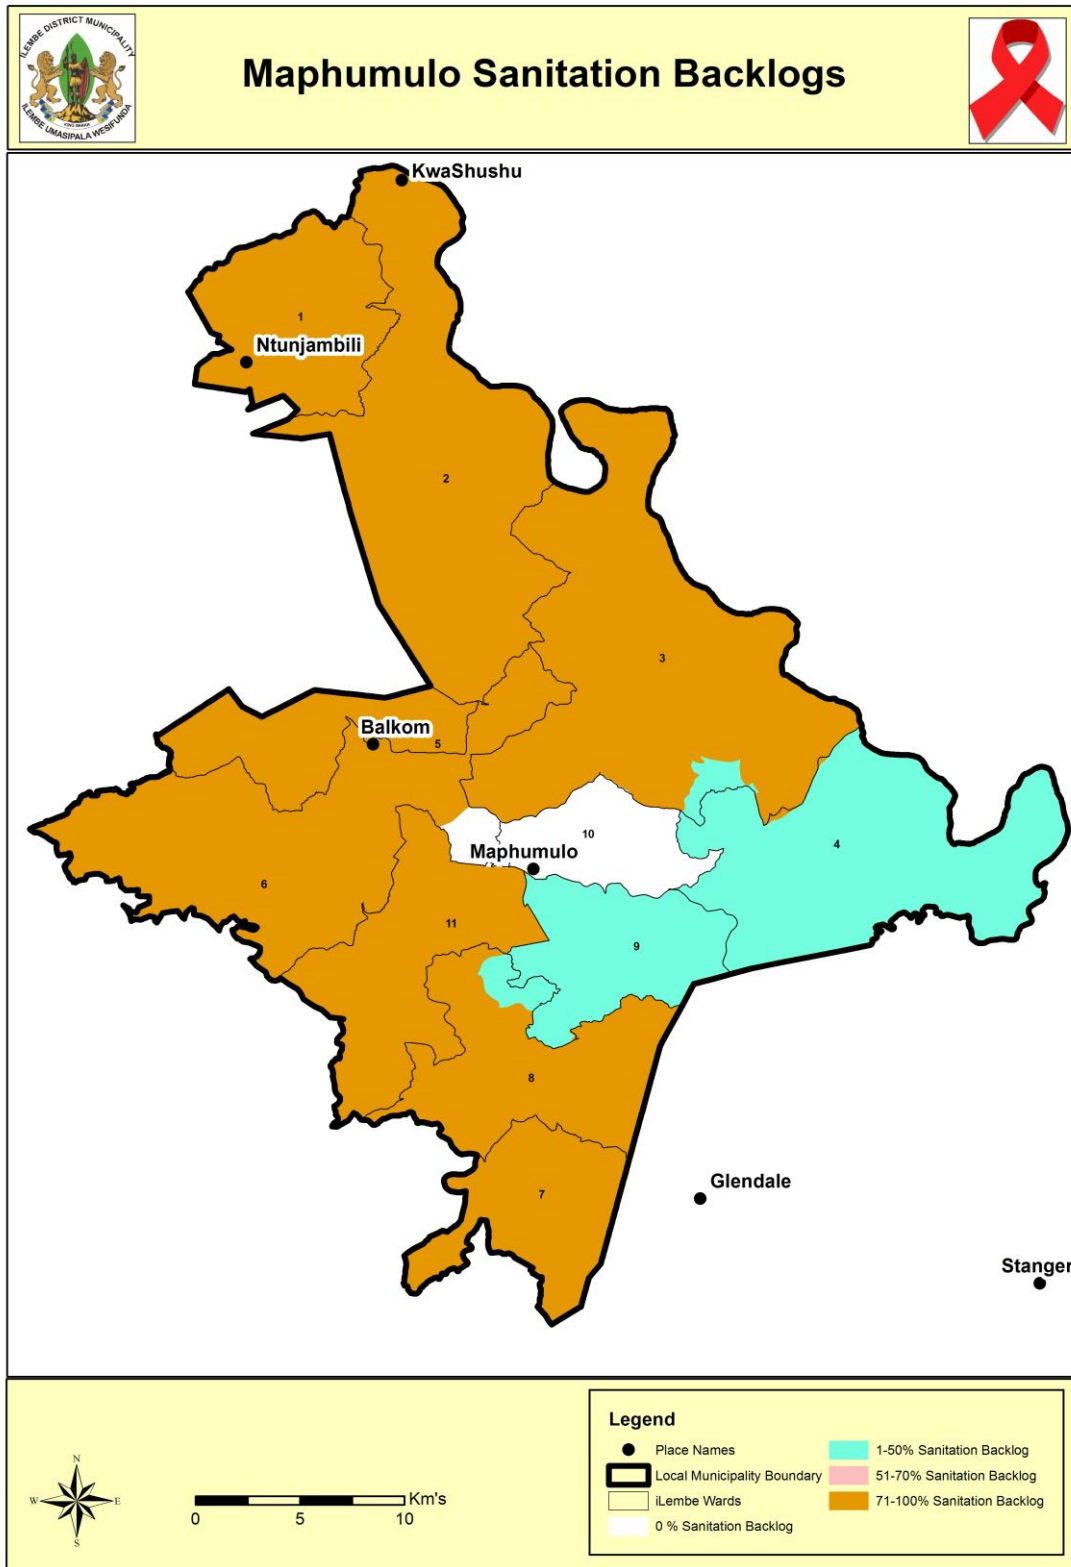 ILEMBE DISTRICT MUNICIPALITY
KING SHAKA
ILEMBE UMASIPALA WESIFUNDA
Maphumulo Sanitation Backlogs
KwaShushu
1
Ntunjambili
2
3
Balkom
5
10
4
Maphumulo
6
11
9
8
7
Glendale
Stanger
N
W
E
S
Km's
0 5 10
Legend
Place Names
Local Municipality Boundary
iLembe Wards
0 % Sanitation Backlog
1-50% Sanitation Backlog
51-70% Sanitation Backlog
71-100% Sanitation Backlog